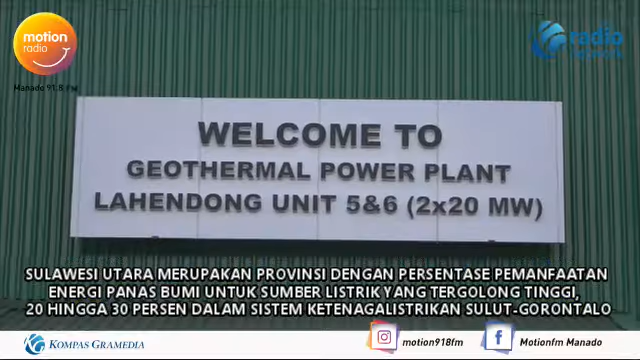 motion
radio
Manado 91.8 FM
radio
WELCOME TO
GEOTHERMAL POWER PLANT
LAHENDONG UNIT 5&6 (2x20 MW)
SULAWESI UTARA MERUPAKAN PROVINSI DENGAN PERSENTASE PEMANFAATAN
ENERGI PANAS BUMI UNTUK SUMBER LISTRIK YANG TERGOLONG TINGGI,
20 HINGGA 30 PERSEN DALAM SISTEM KETENAGALISTRIKAN SULUT-GORONTALO
KOMPAS GRAMEDIA
motion918fm
Motionfm Manado